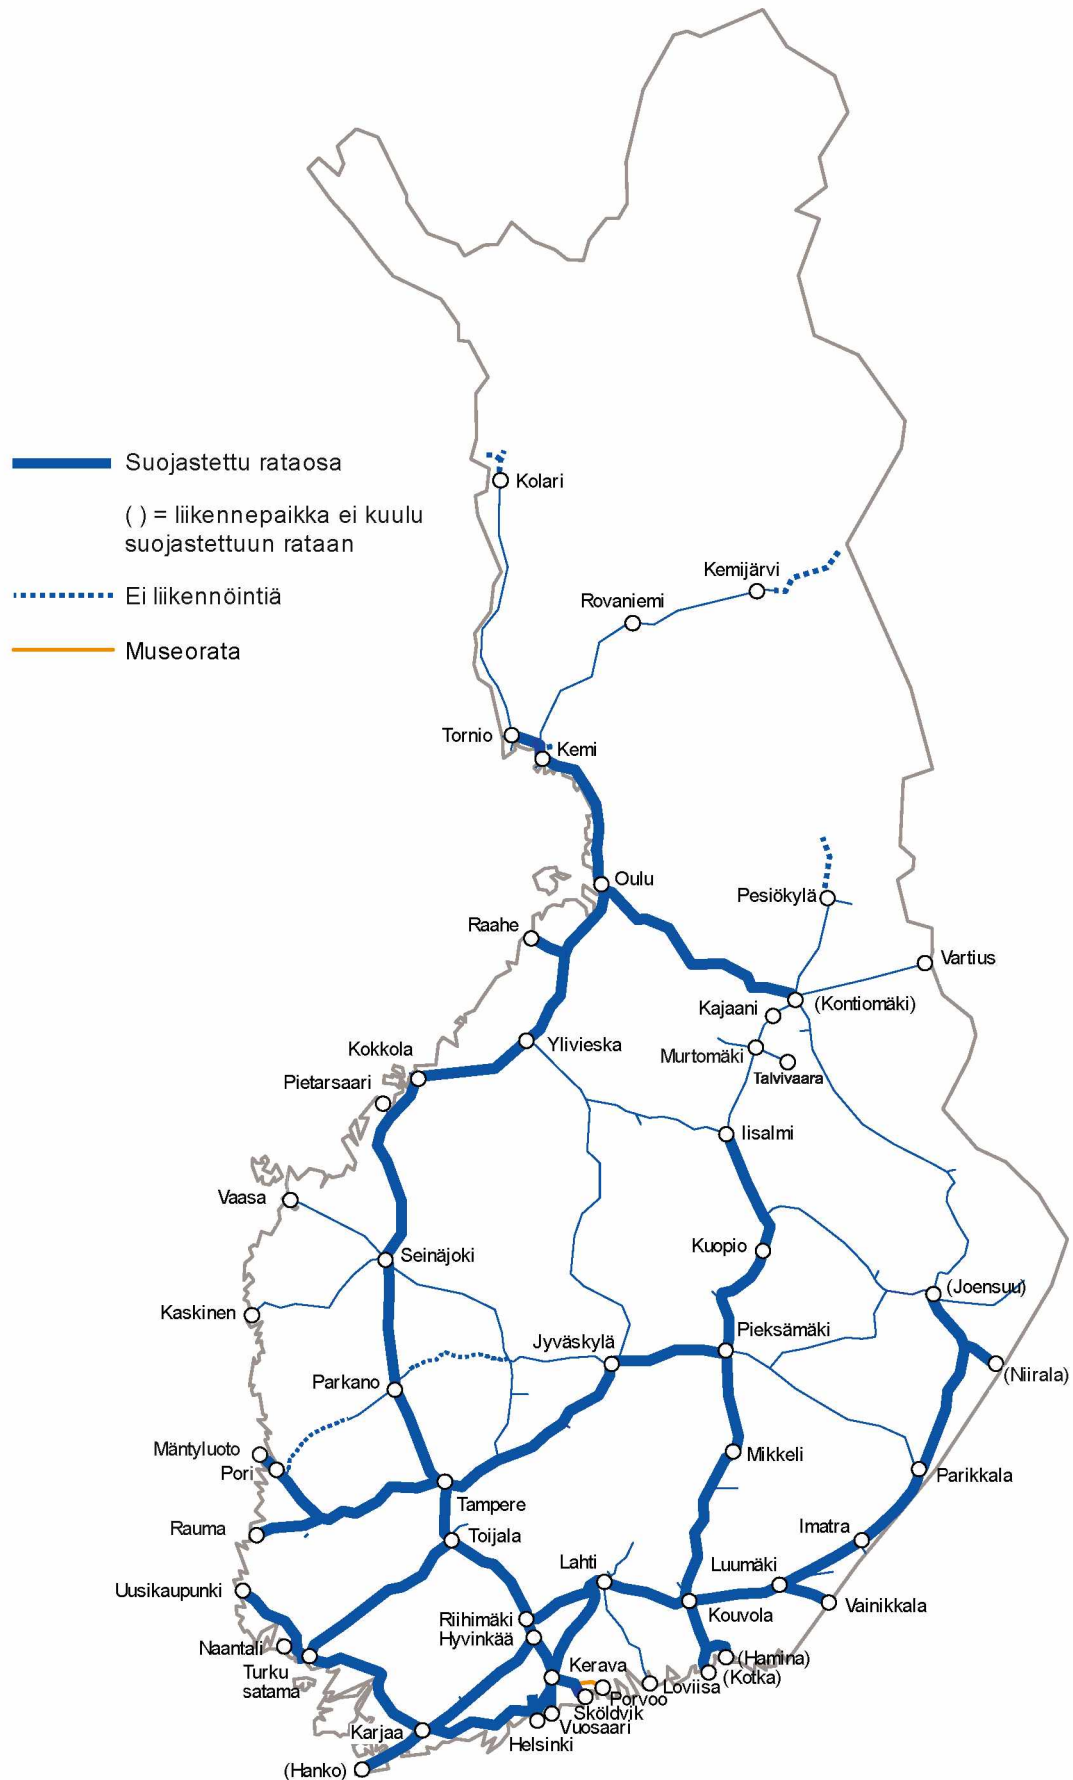 Suojastettu rataosa
( ) = liikennepaikka ei kuulu
suojastettuun rataan
Ei liikennöintiä
Museorata
Kolari
Kemijärvi
Rovaniemi
Tornio
Kemi
Oulu
Pesiökylä
Raahe
Vartius
Kajaani
(Kontiomäki)
Ylivieska
Murtomäki
Kokkola
Talvivaara
Pietarsaari
Iisalmi
Vaasa
Kuopio
Seinäjoki
(Joensuu)
Kaskinen
Pieksämäki
Jyväskylä
(Niirala)
Parkano
Mäntyluoto
Mikkeli
Pori
Parikkala
Tampere
Rauma
Imatra
Toijala
Lahti
Luumäki
Uusikaupunki
Vainikkala
Kouvola
Riihimäki
Hyvinkää
Naantali
(Hamina)
Kerava
Turku
satama
(Kotka)
Loviisa
Porvoo
Sköldvik
Vuosaari
Karjaa
Helsinki
(Hanko)